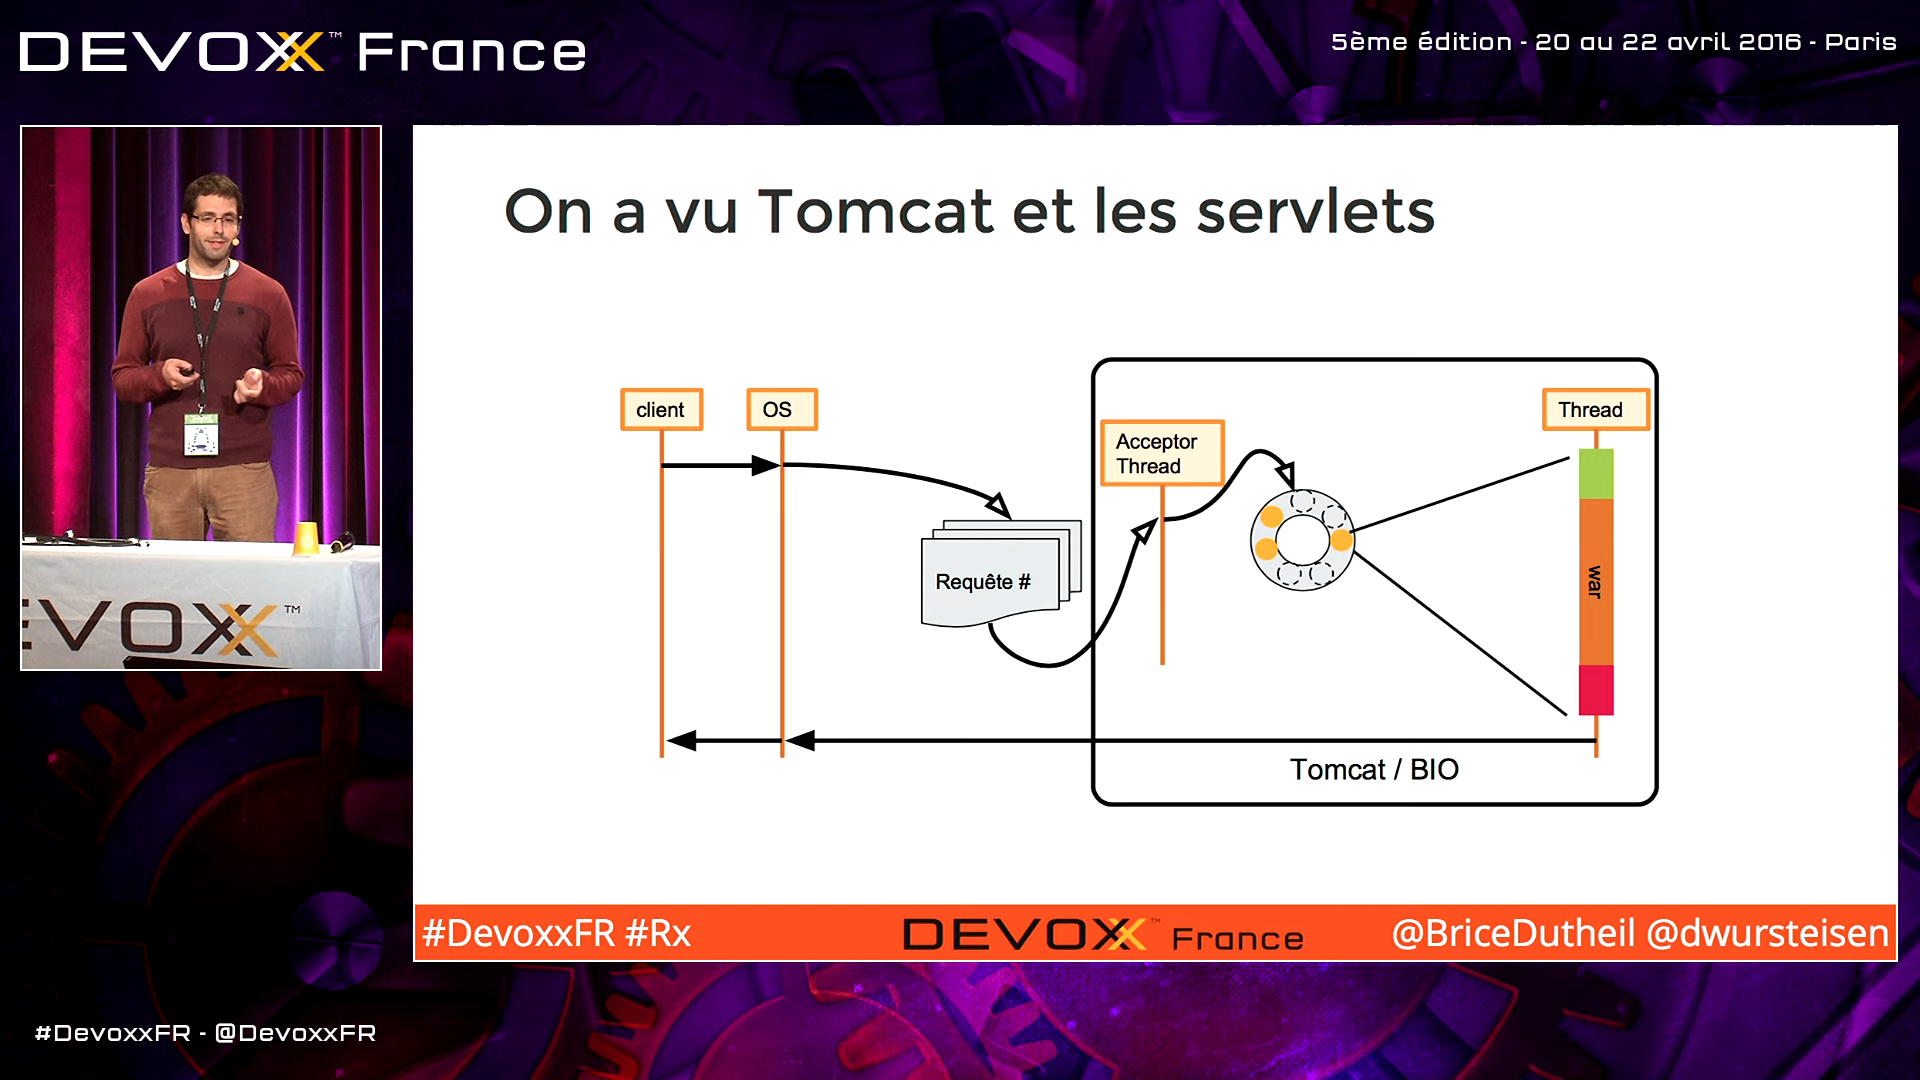 DEVOXX™ France
5ème édition - 20 au 22 avril 2016 - Paris
On a vu Tomcat et les servlets
client
OS
Acceptor
Thread
Thread
Requête #
war
Tomcat / BIO
EVOXX™
#DevoxxFR #Rx
DEVOXX™ France
@BriceDutheil @dwursteisen
#DevoxxFR - @DevoxxFR